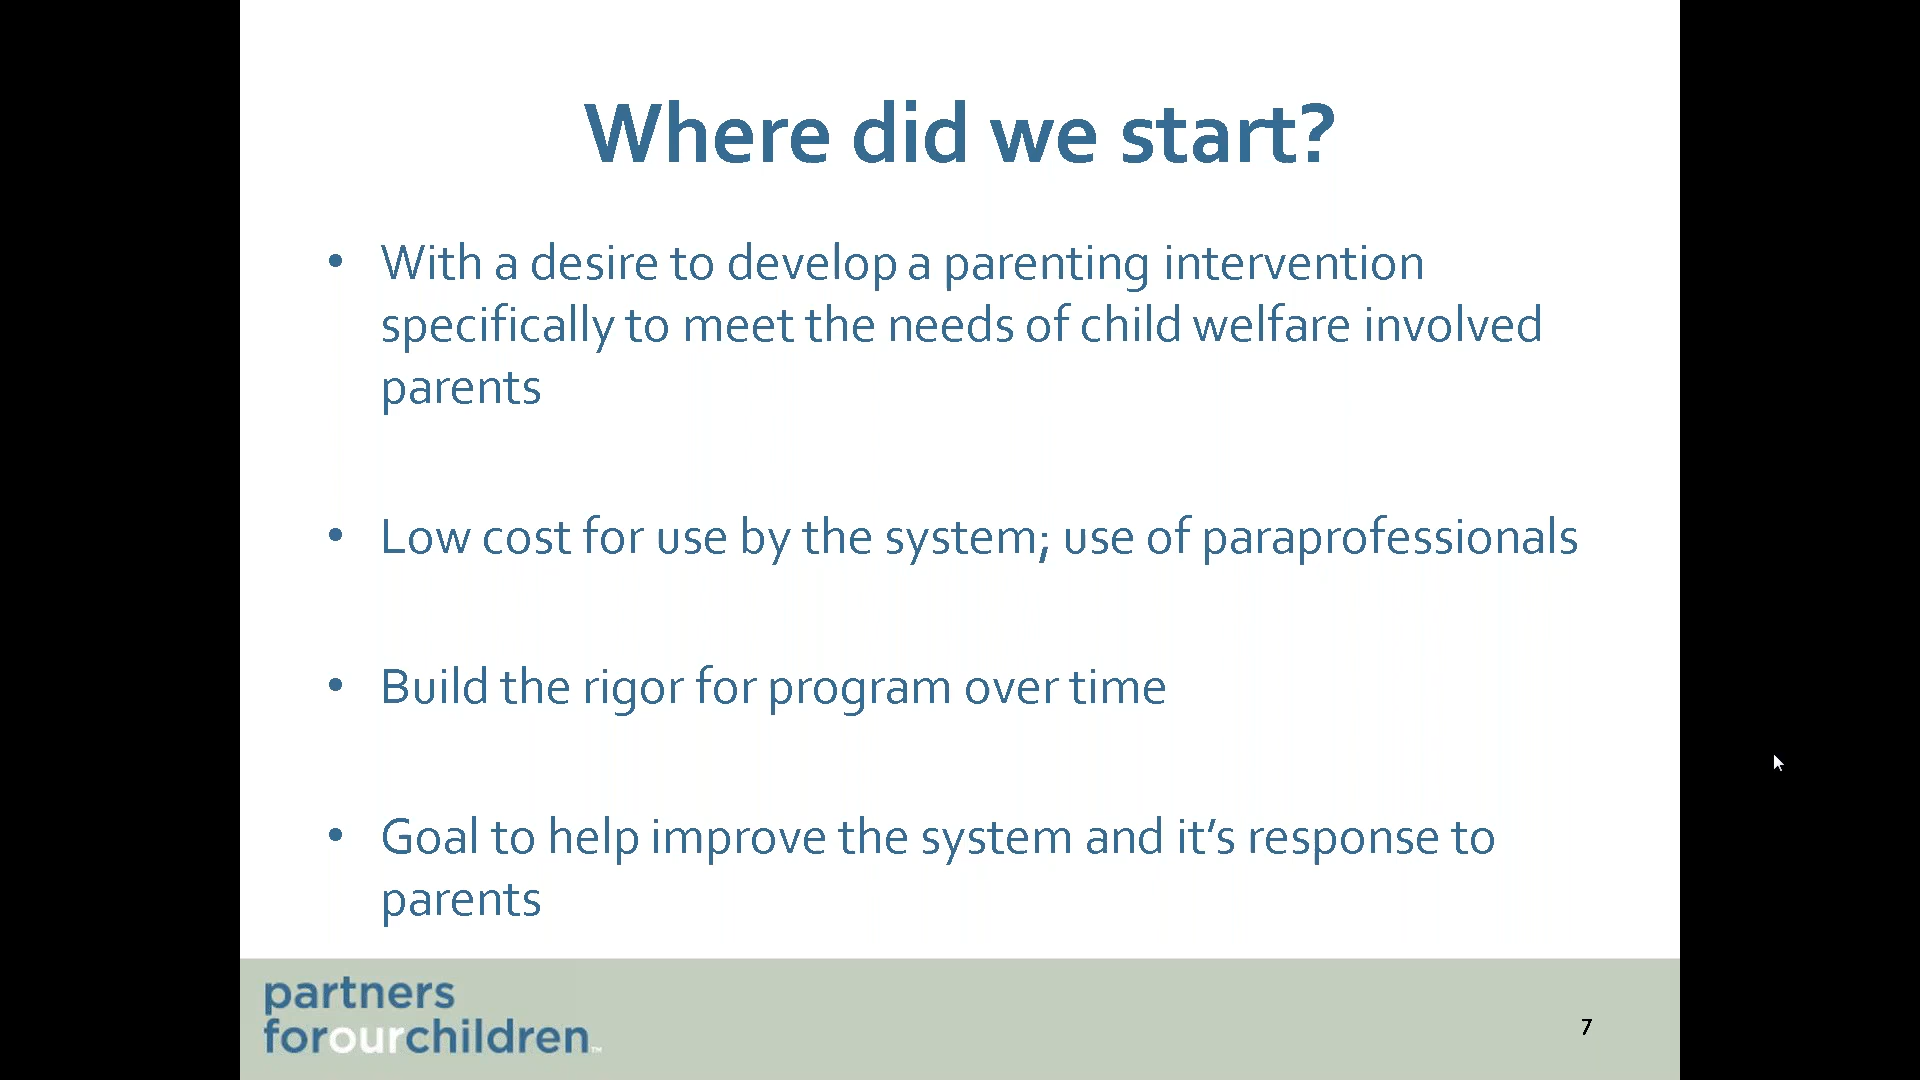 Where did we start?
• With a desire to develop a parenting intervention
specifically to meet the needs of child welfare involved
parents
• Low cost for use by the system; use of paraprofessionals
• Build the rigor for program over time
• Goal to help improve the system and it’s response to
parents
partners
forourchildren™
7